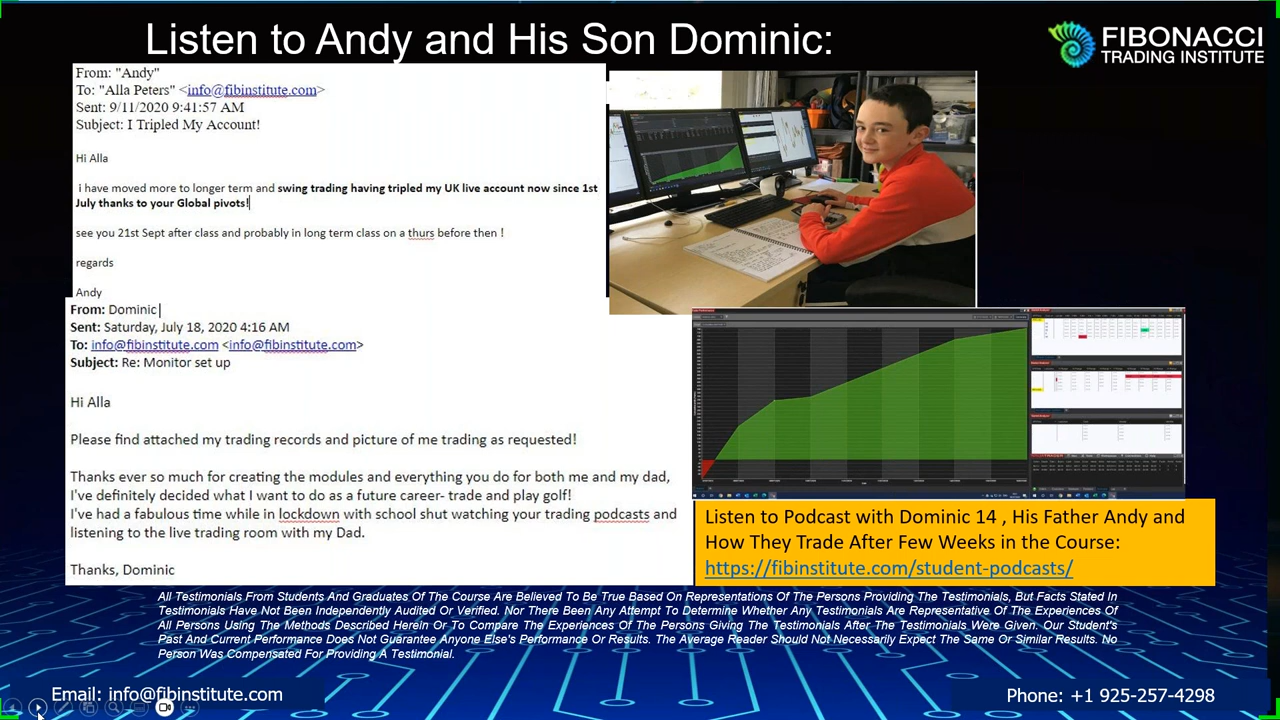 Listen to Andy and His Son Dominic:
FIBONACCI
TRADING INSTITUTE
From: "Andy"
To: "Alla Peters" <info@fibinstitute.com>
Sent: 9/11/2020 9:41:57 AM
Subject: I Tripled My Account!
Hi Alla
i have moved more to longer term and swing trading having tripled my UK live account now since 1st
July thanks to your Global pivots!
see you 21st Sept after class and probably in long term class on a thurs before then !
regards
Andy
From: Dominic
Sent: Saturday, July 18, 2020 4:16 AM
To: info@fibinstitute.com <info@fibinstitute.com>
Subject: Re: Monitor set up
Hi Alla
Please find attached my trading records and picture of me trading as requested!
Thanks ever so much for creating the modules and everything you do for both me and my dad,
I've definitely decided what I want to do as a future career- trade and play golf!
I've had a fabulous time while in lockdown with school shut watching your trading podcasts and
listening to the live trading room with my Dad.
Thanks, Dominic
Listen to Podcast with Dominic 14 , His Father Andy and
How They Trade After Few Weeks in the Course:
https://fibinstitute.com/student-podcasts/
All Testimonials From Students And Graduates Of The Course Are Believed To Be True Based On Representations Of The Persons Providing The Testimonials, But Facts Stated In
Testimonials Have Not Been Independently Audited Or Verified. Nor There Been Any Attempt To Determine Whether Any Testimonials Are Representative Of The Experiences Of
All Persons Using The Methods Described Herein Or To Compare The Experiences Of The Persons Giving The Testimonials After The Testimonials Were Given. Our Student's
Past And Current Performance Does Not Guarantee Anyone Else's Performance Or Results. The Average Reader Should Not Necessarily Expect The Same Or Similar Results. No
Person Was Compensated For Providing A Testimonial.
Email: info@fibinstitute.com
Phone: +1 925-257-4298